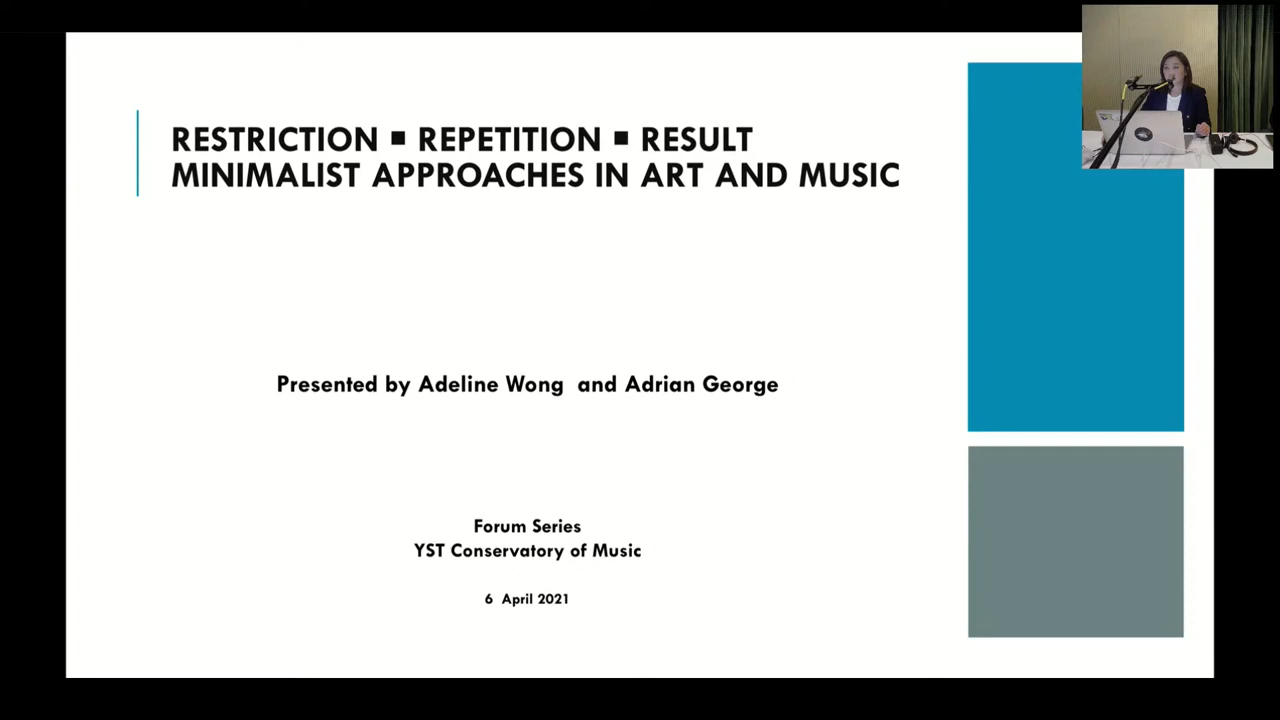 RESTRICTION ▪ REPETITION ▪ RESULT
MINIMALIST APPROACHES IN ART AND MUSIC
Presented by Adeline Wong and Adrian George
Forum Series
YST Conservatory of Music
6 April 2021